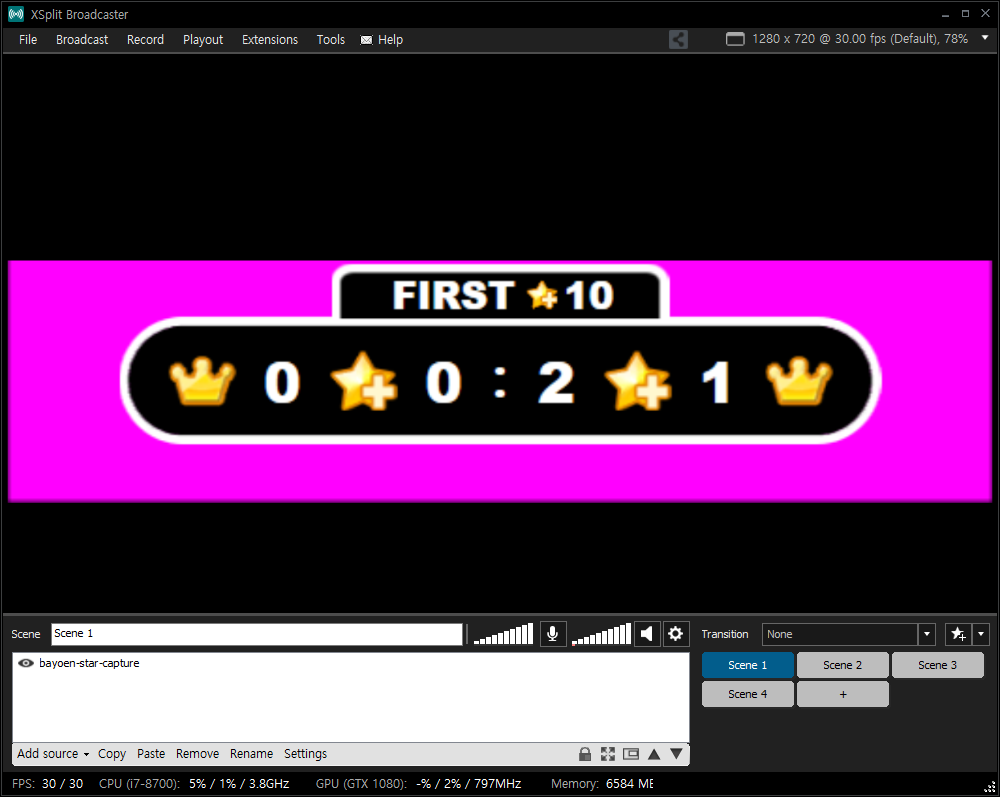 XSplit Broadcaster
File Broadcast Record Playout Extensions Tools Help
1280 x 720 @ 30.00 fps (Default), 78%
FIRST 10
0 0 : 2 1
Scene Scene 1
Transition None
bayoen-star-capture
Scene 1 Scene 2 Scene 3
Scene 4 +
Add source Copy Paste Remove Rename Settings
FPS: 30 / 30 CPU (i7-8700): 5% / 1% / 3.8GHz GPU (GTX 1080): -% / 2% / 797MHz Memory: 6584 ME